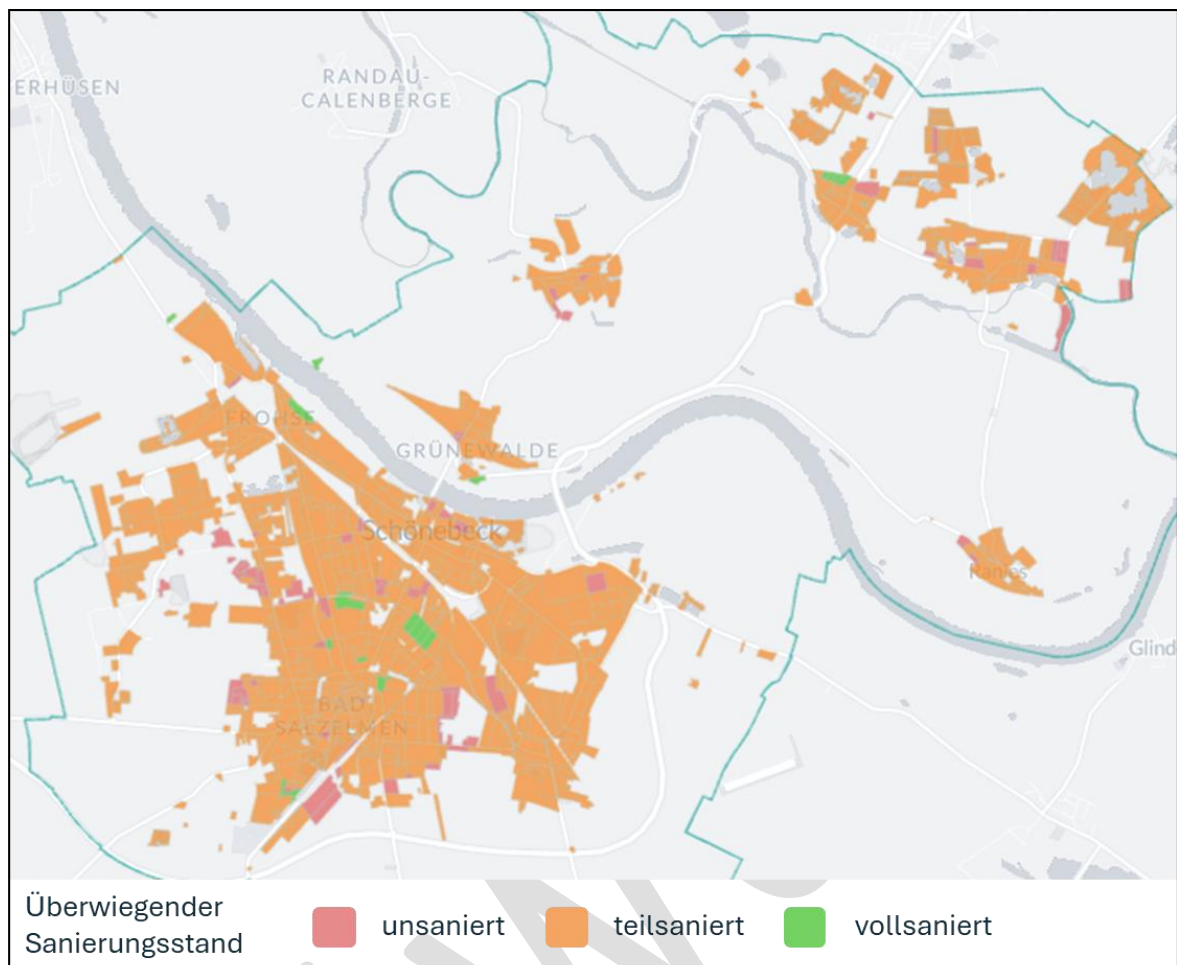 ERHÜSEN
RANDAU-
CALENBERGE
FROHSE
GRÜNEWALDE
Schönebeck
Ranies
Glind
BAD
SALZELMEN
Überwiegender
Sanierungsstand
unsaniert
teilsaniert
vollsaniert